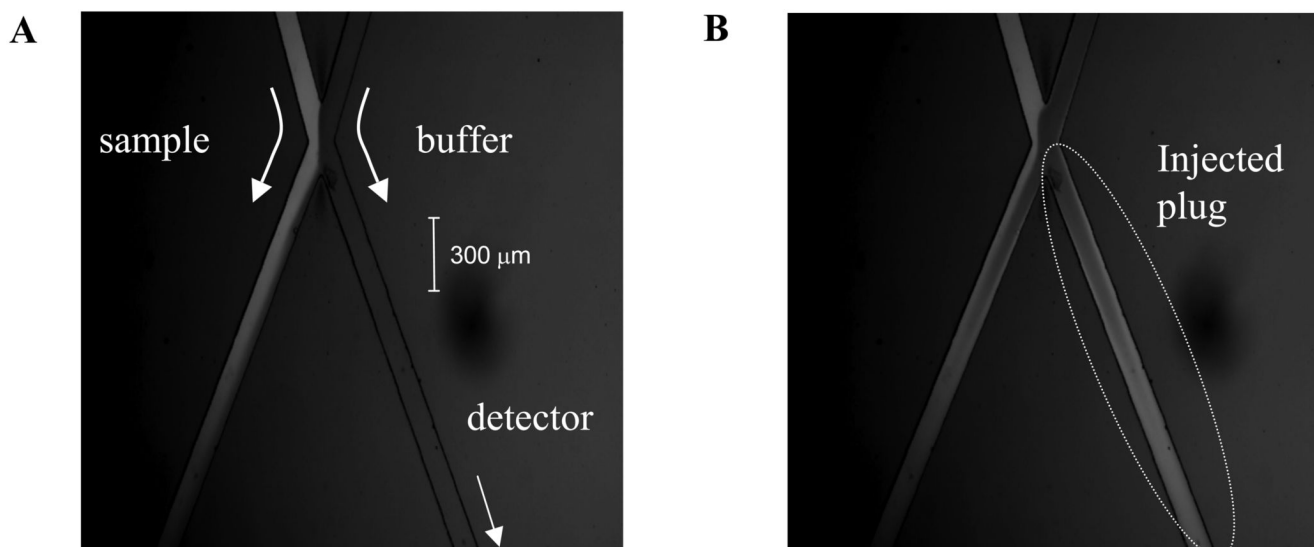 A
B
sample
buffer
Injected
plug
300 μm
detector